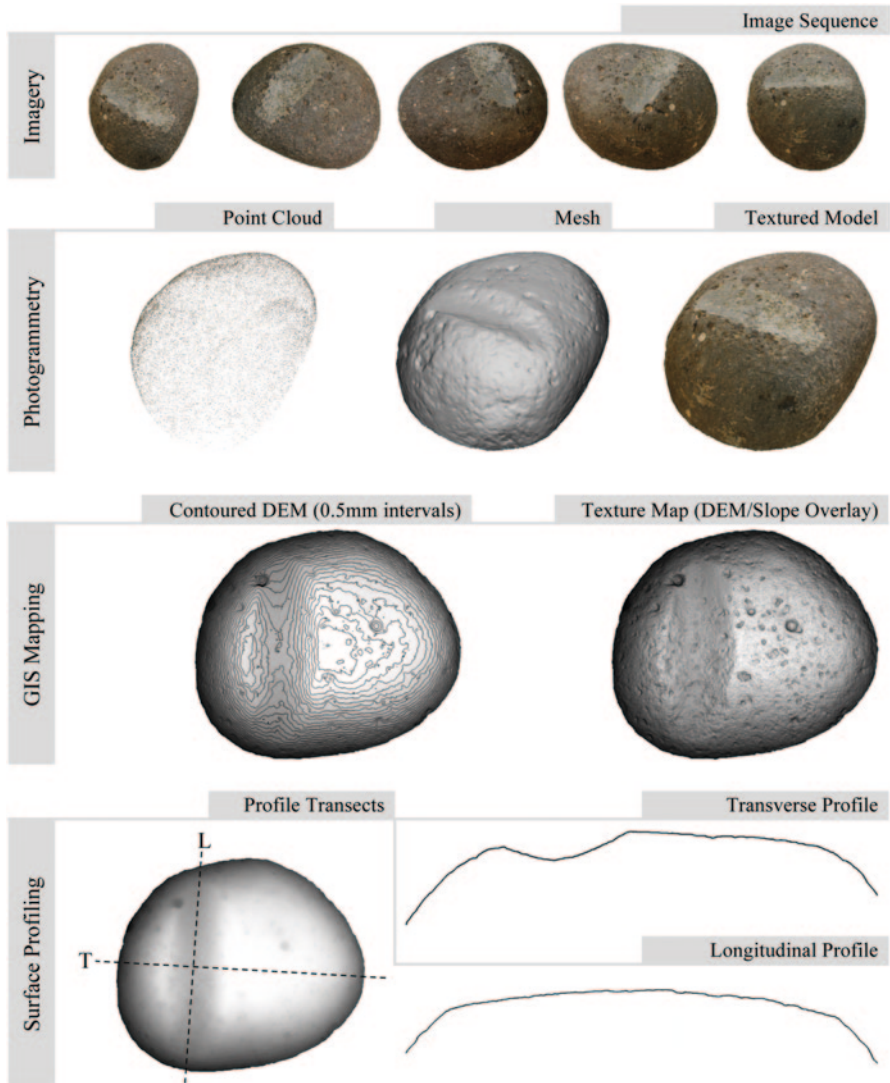 Image Sequence
Imagery
Point Cloud
Mesh
Textured Model
Photogrammetry
Contoured DEM (0.5mm intervals)
Texture Map (DEM/Slope Overlay)
GIS Mapping
Profile Transects
Transverse Profile
L
T
Surface Profiling
Longitudinal Profile